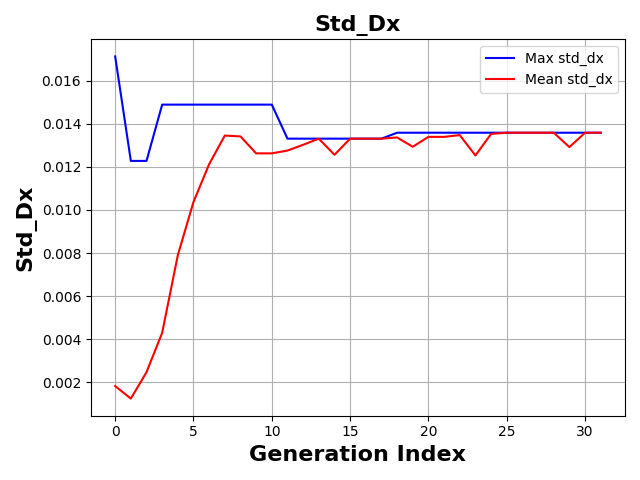 Std_Dx
Max std_dx
Mean std_dx
0.016
0.014
0.012
0.010
0.008
0.006
0.004
0.002
Std_Dx
0 5 10 15 20 25 30
Generation Index